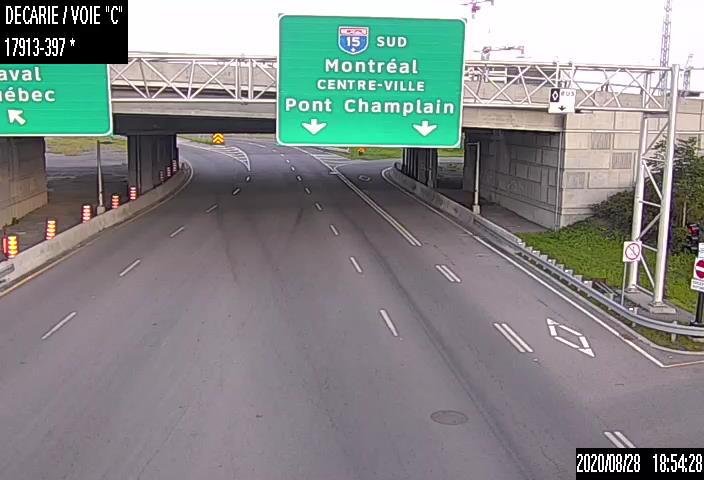 DECARIE / VOIE "C"
17913-397 *
aval
ébec
15 SUD
Montréal
CENTRE-VILLE
Pont Champlain
BUS
2020/08/28 18:54:28